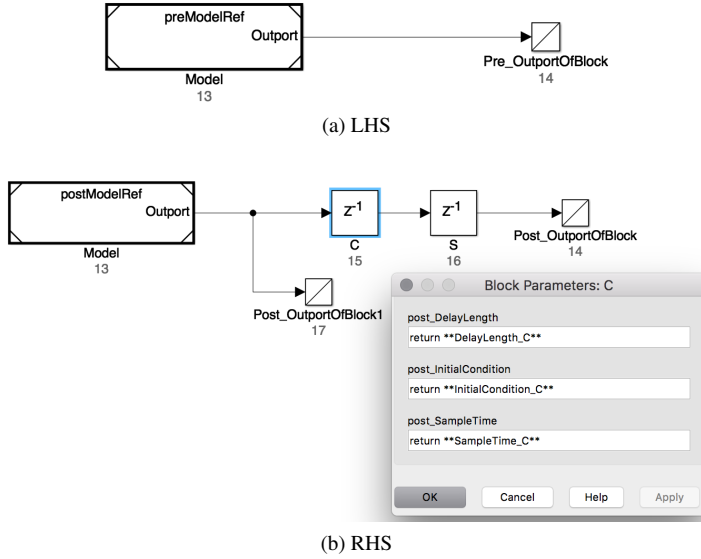 preModelRef
Outport
Model
13
Pre_OutportOfBlock
14
(a) LHS
postModelRef
Outport
Model
13
z-1
C
15
z-1
S
16
Post_OutportOfBlock
14
Post_OutportOfBlock1
17
Block Parameters: C
post_DelayLength
return **DelayLength_C**
post_InitialCondition
return **InitialCondition_C**
post_SampleTime
return **SampleTime_C**
OK Cancel Help Apply
(b) RHS